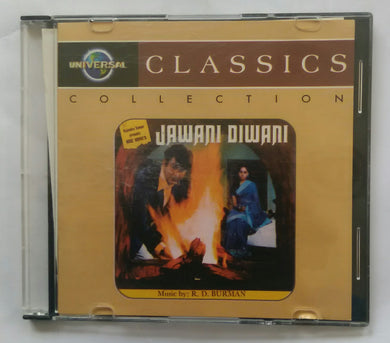 UNIVERSAL
CLASSICS
COLLECTION
JAWANI DIWANI
Music by: R. D. BURMAN